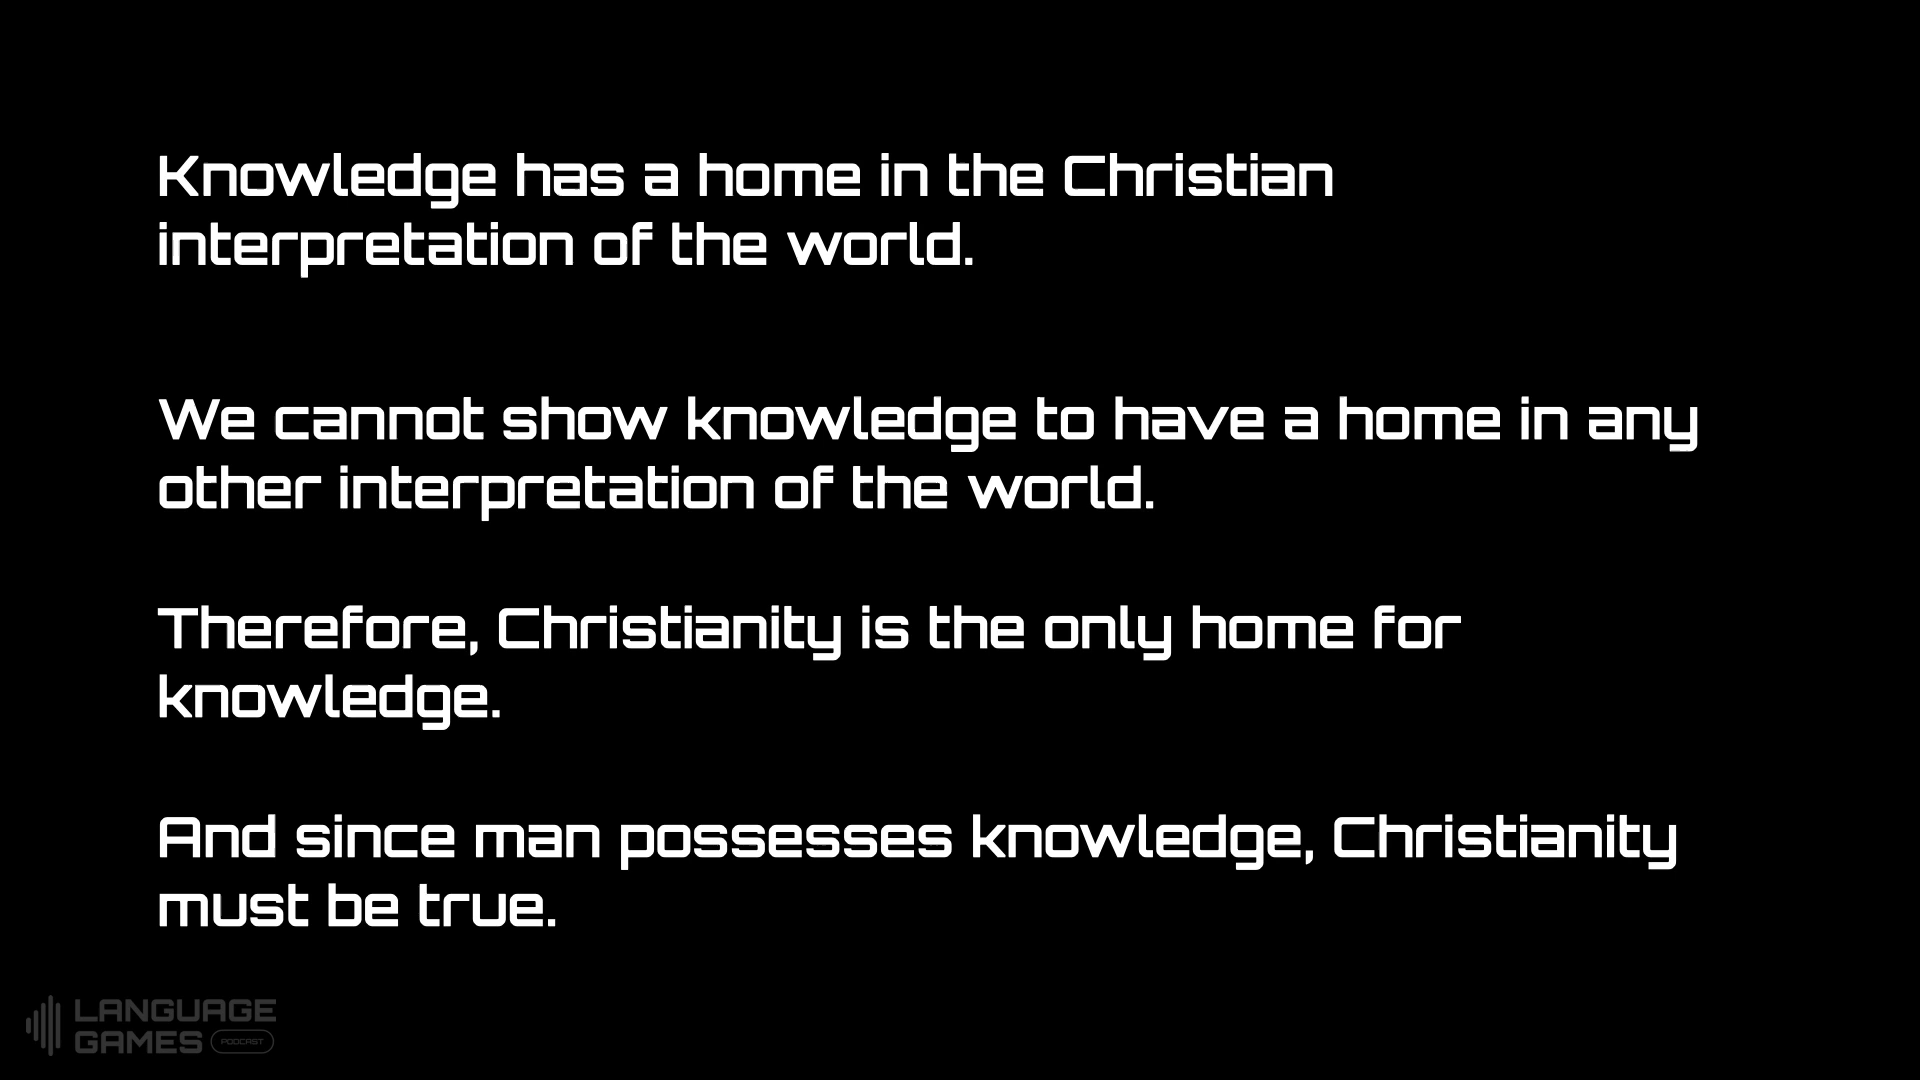 Knowledge has a home in the Christian
interpretation of the world.
We cannot show knowledge to have a home in any
other interpretation of the world.
Therefore, Christianity is the only home for
knowledge.
And since man possesses knowledge, Christianity
must be true.
LANGUAGE
GAMES PODCAST